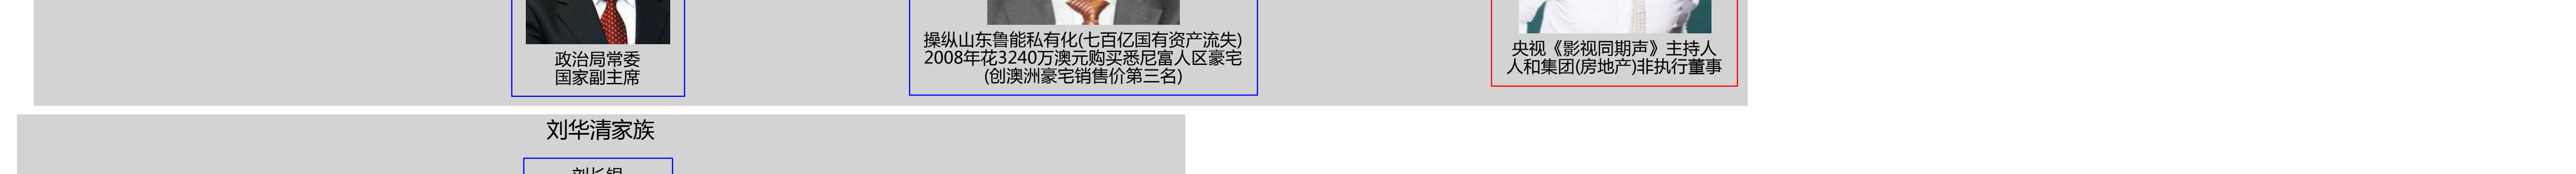 政治局常委
国家副主席
操纵山东鲁能私有化(七百亿国有资产流失)
2008年花3240万澳元购买悉尼富人区豪宅
(创澳洲豪宅销售价第三名)
央视《影视同期声》主持人
人和集团(房地产)非执行董事
刘华清家族